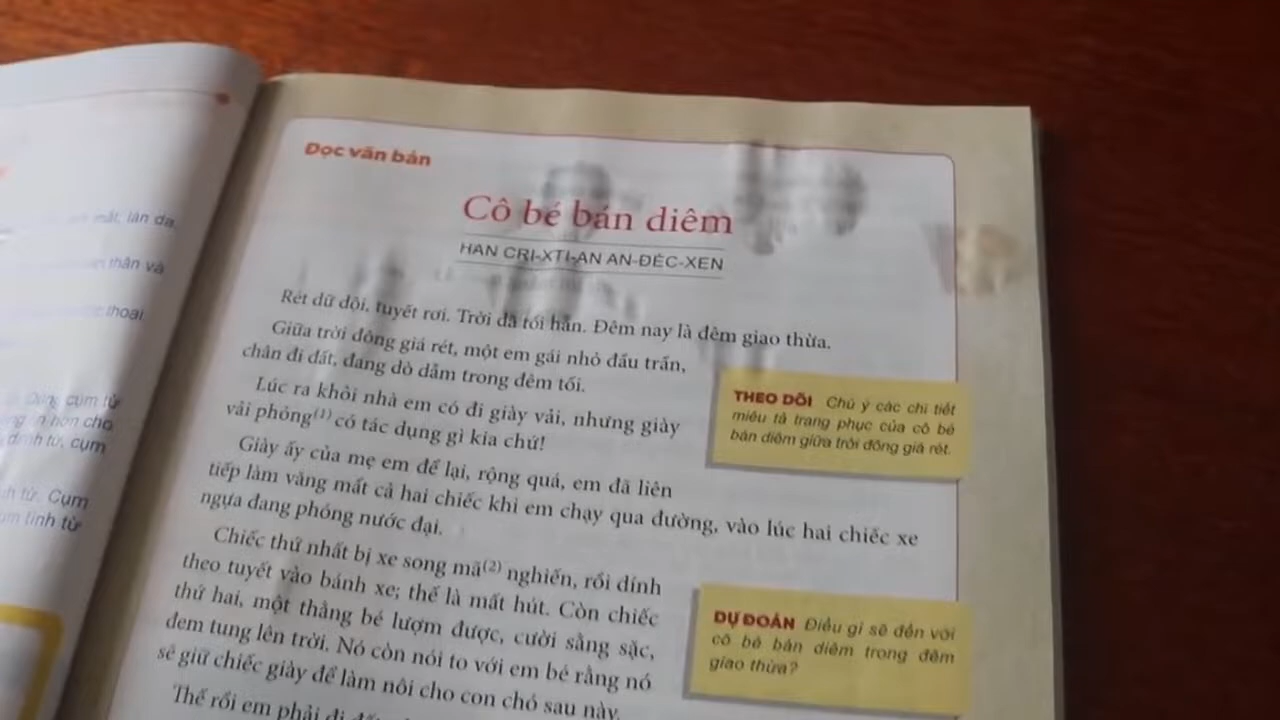 mắt, làn da,
thân và
thoại
Dùng cụm từ
hơn cho
định từ, cụm
từ. Cụm
tính từ
Đọc văn bản
Cô bé bán diêm
HAN CRI-XTI-AN AN-ĐÉC-XEN
Rét dữ dội, tuyết rơi. Trời đã tối hẳn. Đêm nay là đêm giao thừa.
Giữa trời đông giá rét, một em gái nhỏ đầu trần,
chân đi đất, đang dò dẫm trong đêm tối.
Lúc ra khỏi nhà em có đi giày vải, nhưng giày
vải phỏng(1) có tác dụng gì kia chứ!
Giày ấy của mẹ em để lại, rộng quá, em đã liên
tiếp làm văng mất cả hai chiếc khi em chạy qua đường, vào lúc hai chiếc xe
ngựa đang phóng nước đại.
Chiếc thứ nhất bị xe song mã(2) nghiến, rồi dính
theo tuyết vào bánh xe; thế là mất hút. Còn chiếc
thứ hai, một thằng bé lượm được, cười sằng sặc,
đem tung lên trời. Nó còn nói to với em bé rằng nó
sẽ giữ chiếc giày để làm nôi cho con chó sau này.
Thế rồi em phải đi đất
THEO DÕI Chú ý các chi tiết
miêu tả trang phục của cô bé
bán diêm giữa trời đông giá rét.
DỰ ĐOÁN Điều gì sẽ đến với
cô bé bán diêm trong đêm
giao thừa?